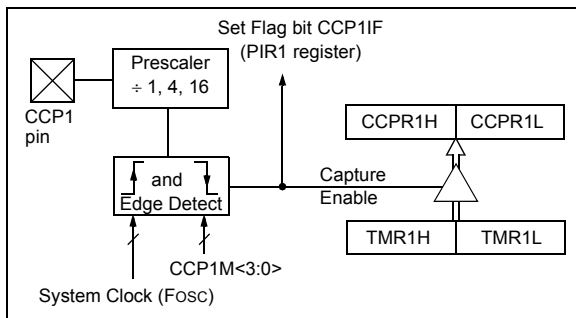 Set Flag bit CCP1IF
(PIR1 register)
Prescaler
÷ 1, 4, 16
CCP1
pin
CCPR1H CCPR1L
and
Edge Detect
Capture
Enable
TMR1H TMR1L
CCP1M<3:0>
System Clock (FOSC)